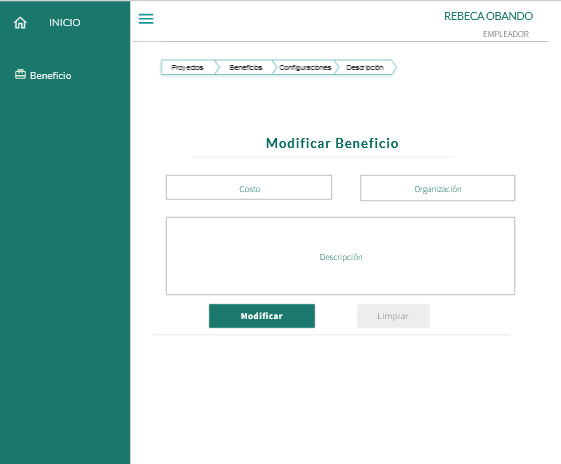 INICIO
Beneficio
REBECA OBANDO
EMPLEADOR
Proyectos Beneficios Configuraciones Descripción
Modificar Beneficio
Costo Organización
Descripción
Modificar Limpiar